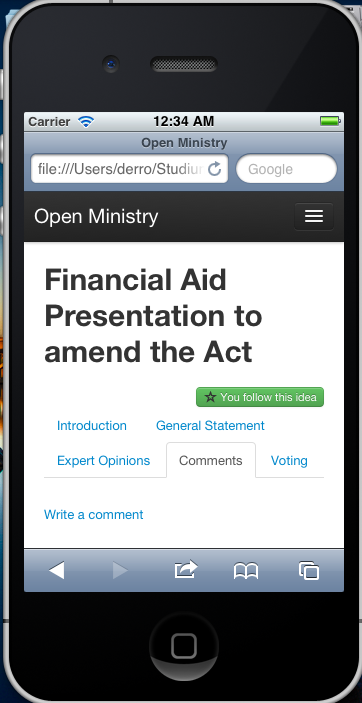 Carrier 12:34 AM
Open Ministry
file:///Users/derro/Studiu Google
Open Ministry
Financial Aid
Presentation to
amend the Act
You follow this idea
Introduction General Statement
Expert Opinions Comments Voting
Write a comment